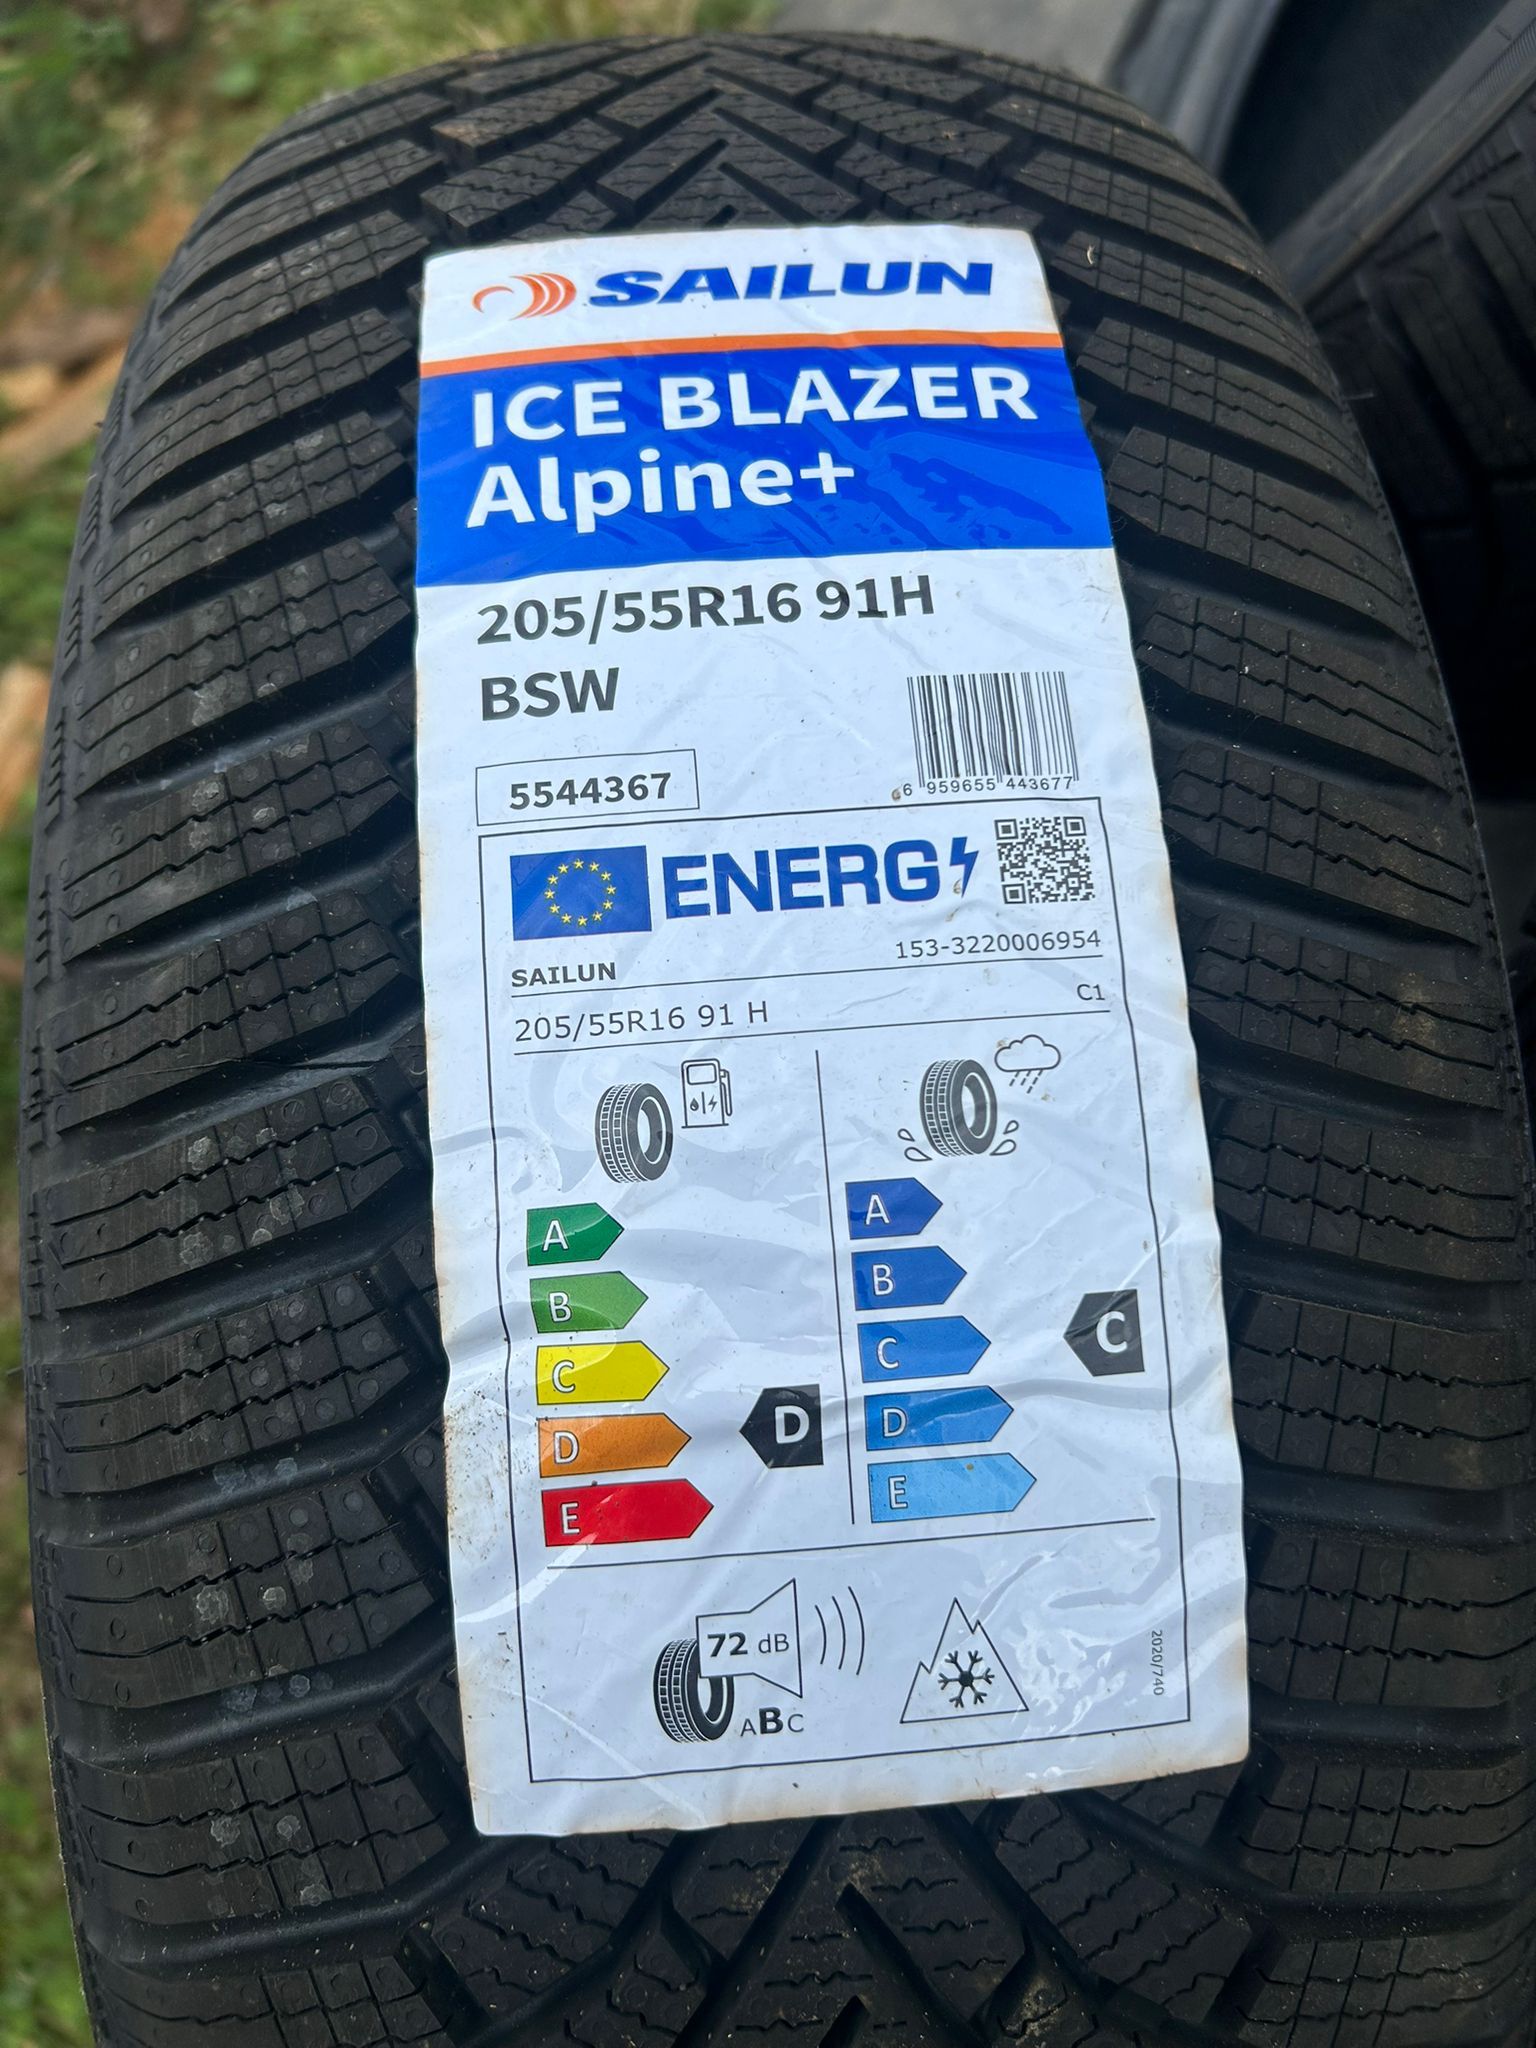 SAILUN
ICE BLAZER
Alpine+
205/55R16 91H
BSW
5544367
6 959655 443677
ENERG
153-3220006954
SAILUN
205/55R16 91 H
C1
A
B
C
D
E
D
A
B
C
D
E
C
72 dB
ABC
2020/740